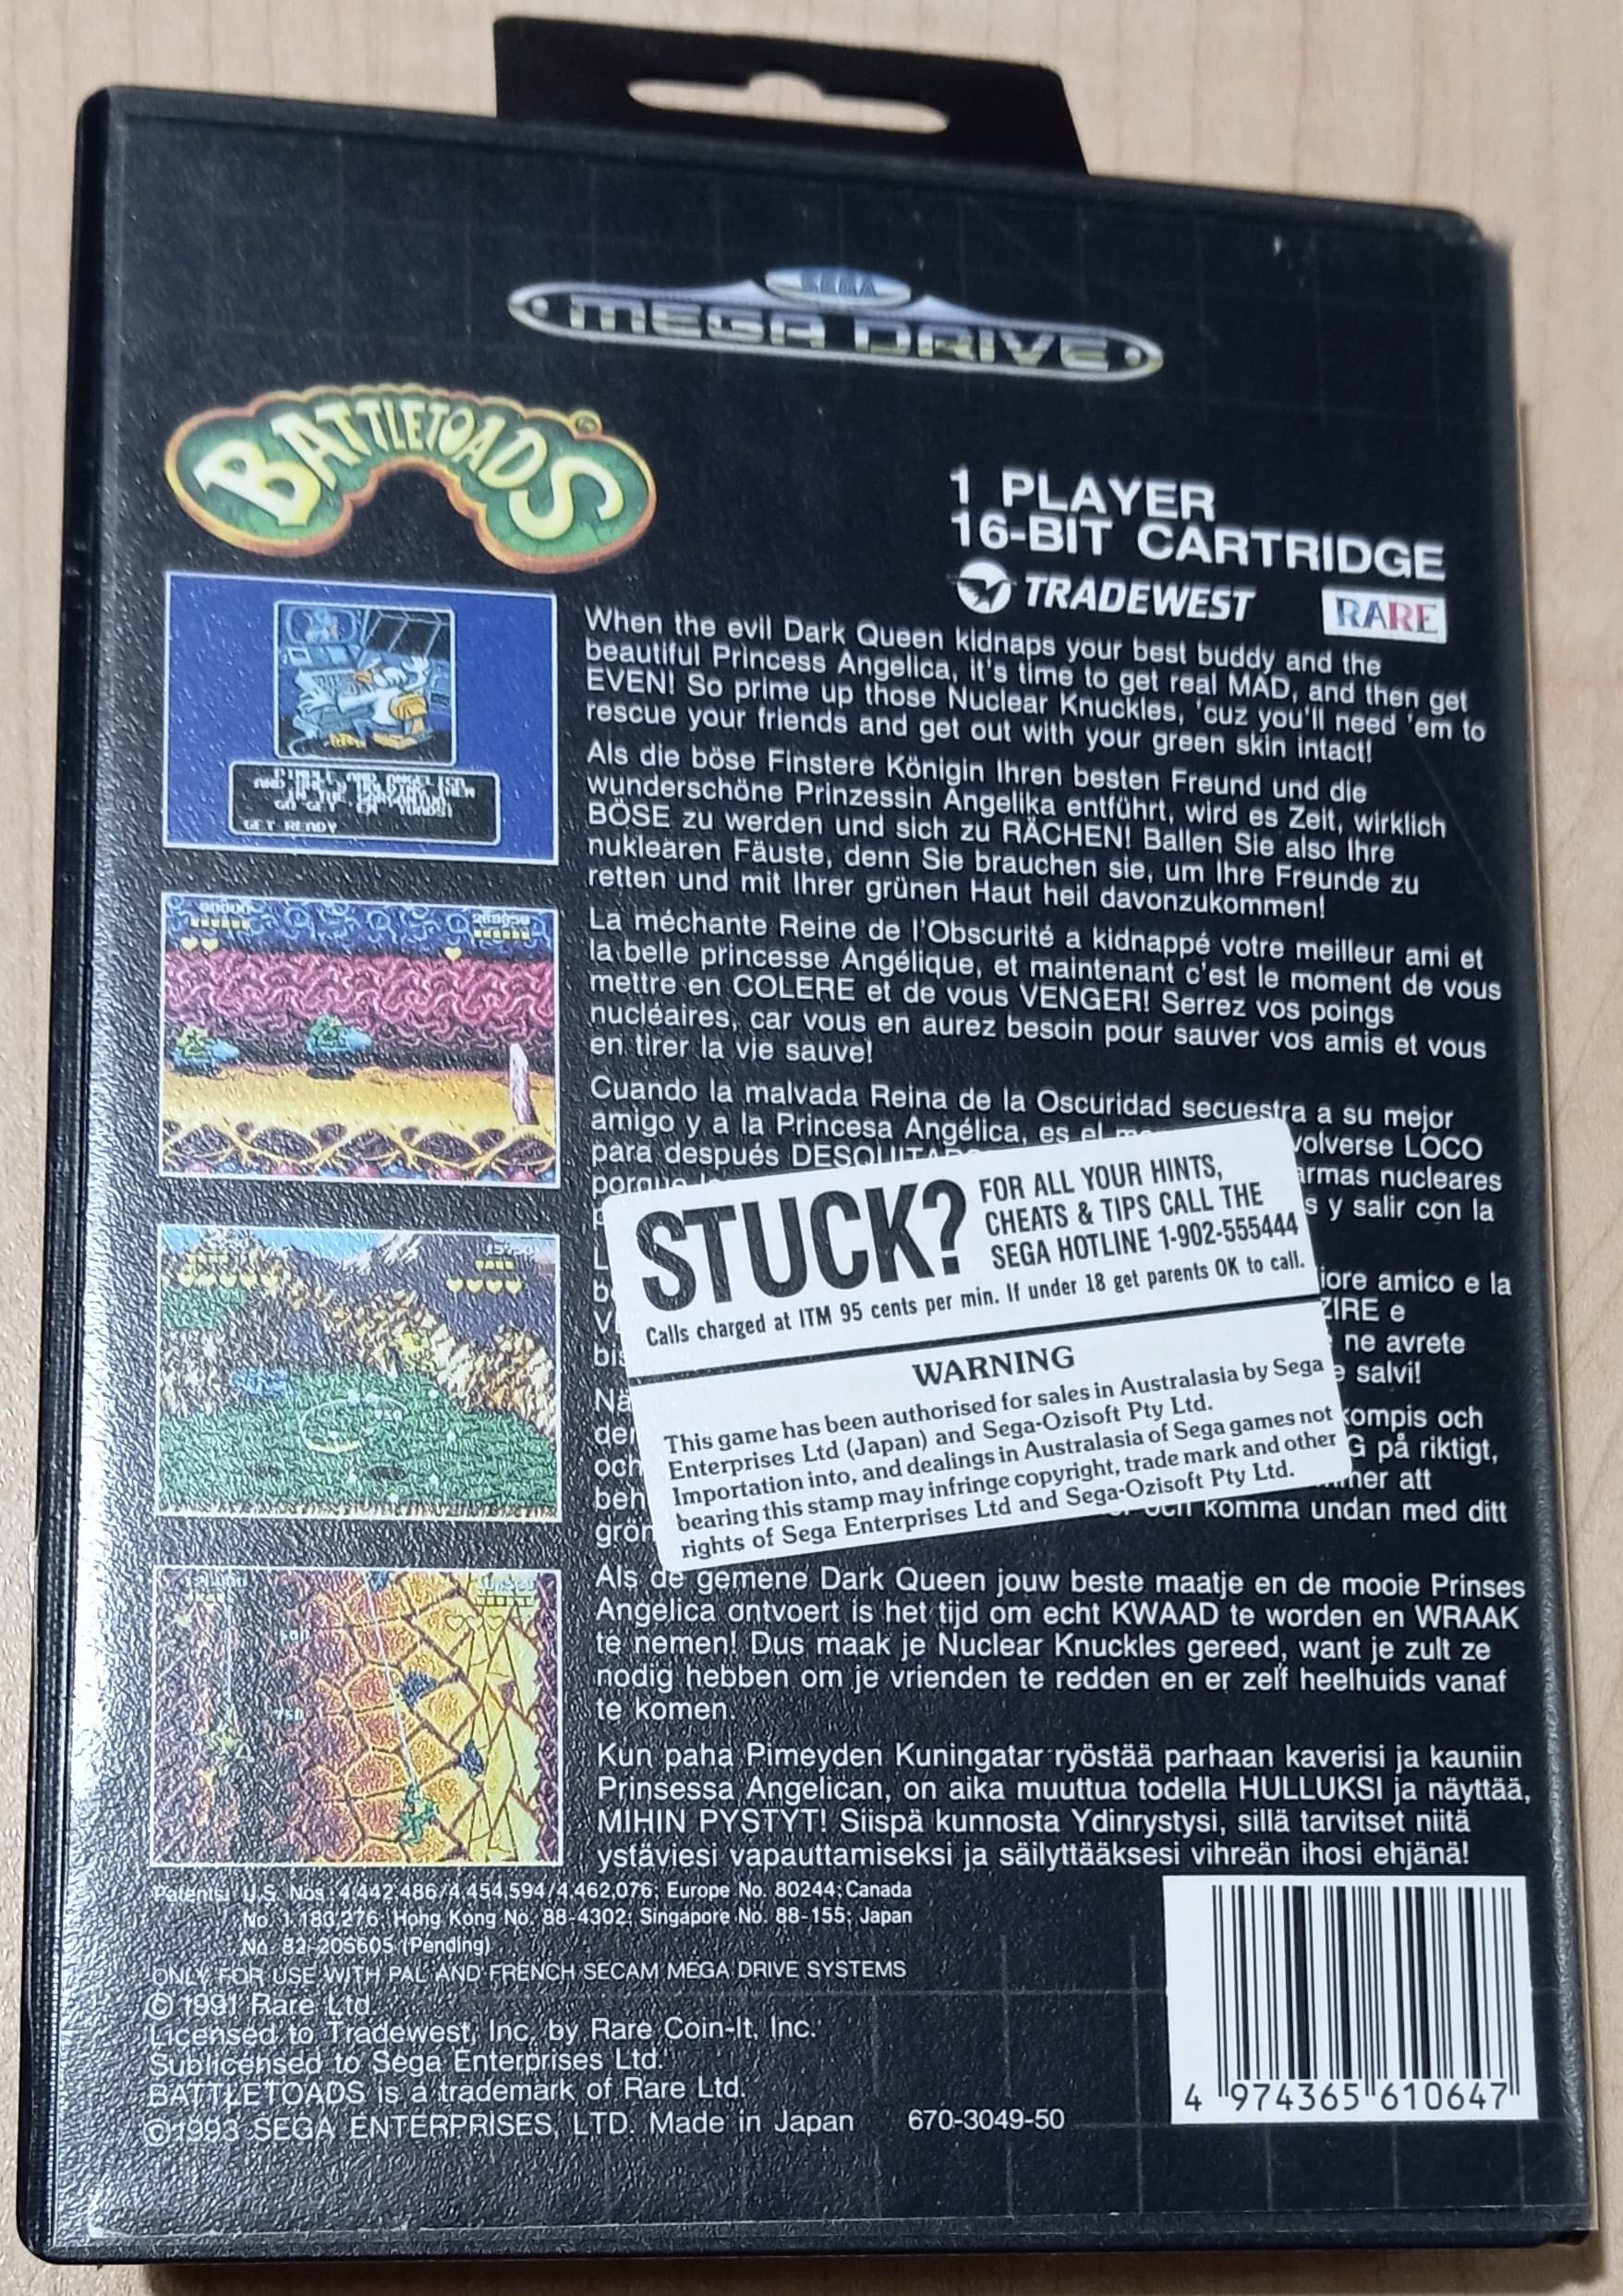 SEGA
MEGA DRIVE
BATTLETOADS
1 PLAYER
16-BIT CARTRIDGE
TRADEWEST
RARE
When the evil Dark Queen kidnaps your best buddy and the
beautiful Princess Angelica, it's time to get real MAD, and then get
EVEN! So prime up those Nuclear Knuckles, 'cuz you'll need 'em to
rescue your friends and get out with your green skin intact!
Als die böse Finstere Königin Ihren besten Freund und die
wunderschöne Prinzessin Angelika entführt, wird es Zeit, wirklich
BÖSE zu werden und sich zu RÄCHEN! Ballen Sie also Ihre
nuklearen Fäuste, denn Sie brauchen sie, um Ihre Freunde zu
retten und mit Ihrer grünen Haut heil davonzukommen!
La méchante Reine de l'Obscurité a kidnappé votre meilleur ami et
la belle princesse Angélique, et maintenant c'est le moment de vous
mettre en COLERE et de vous VENGER! Serrez vos poings
nucléaires, car vous en aurez besoin pour sauver vos amis et vous
en tirer la vie sauve!
Cuando la malvada Reina de la Oscuridad secuestra a su mejor
amigo y a la Princesa Angélica, es el volverse LOCO
para después armas nucleares
s y salir con la
iore amico e la
ZIRE e
ne avrete
e salvi!
kompis och
G på riktigt,
och mer att
komma undan med ditt
STUCK?
FOR ALL YOUR HINTS,
CHEATS & TIPS CALL THE
SEGA HOTLINE 1-902-555444
Calls charged at ITM 95 cents per min. If under 18 get parents OK to call.
WARNING
This game has been authorised for sales in Australasia by Sega
Enterprises Ltd (Japan) and Sega-Ozisoft Pty Ltd.
Importation into, and dealings in Australasia of Sega games not
bearing this stamp may infringe copyright, trade mark and other
rights of Sega Enterprises Ltd and Sega-Ozisoft Pty Ltd.
Als de gemene Dark Queen jouw beste maatje en de mooie Prinses
Angelica ontvoert is het tijd om echt KWAAD te worden en WRAAK
te nemen! Dus maak je Nuclear Knuckles gereed, want je zult ze
nodig hebben om je vrienden te redden en er zelf heelhuids vanaf
te komen.
Kun paha Pimeyden Kuningatar ryöstää parhaan kaverisi ja kauniin
Prinsessa Angelican, on aika muuttua todella HULLUKSI ja näyttää,
MIHIN PYSTYT! Siispä kunnosta Ydinrystysi, sillä tarvitset niitä
ystäviesi vapauttamiseksi ja säilyttääksesi vihreän ihosi ehjänä!
GET READY
Patents: U.S. Nos. 4,442,486/4,454,594/4,462,076; Europe No. 80244; Canada
No. 1,183,276; Hong Kong No. 88-4302; Singapore No. 88-155; Japan
No. 82-205605 (Pending)
ONLY FOR USE WITH PAL AND FRENCH SECAM MEGA DRIVE SYSTEMS
© 1991 Rare Ltd.
Licensed to Tradewest, Inc. by Rare Coin-It, Inc.
Sublicensed to Sega Enterprises Ltd.
BATTLETOADS is a trademark of Rare Ltd.
©1993 SEGA ENTERPRISES, LTD. Made in Japan 670-3049-50
4 974365 610647